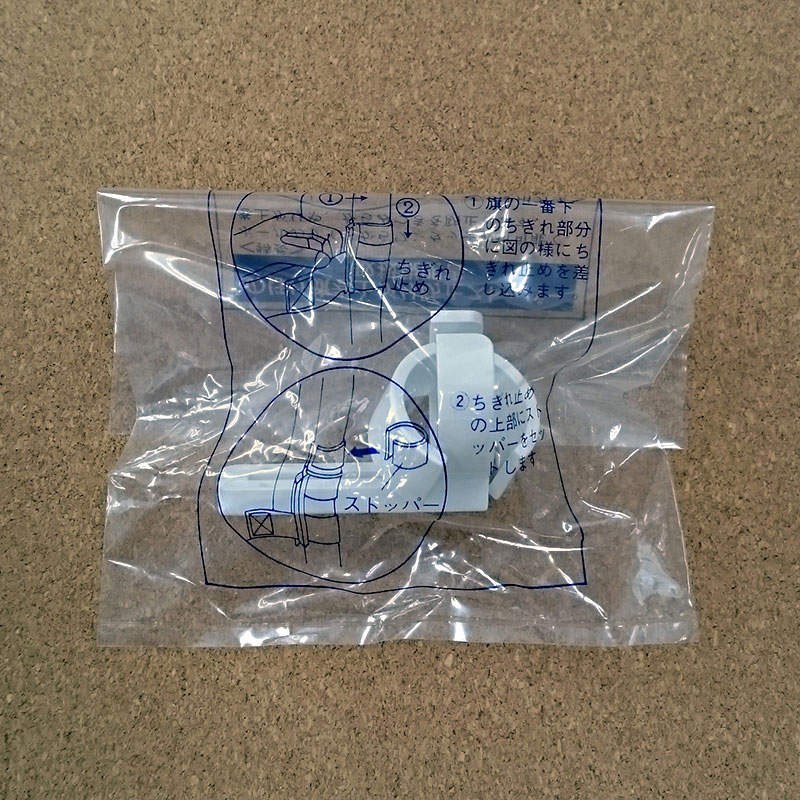 ①
②
ちぎれ
止め
①旗の一番下
のちぎれ部分
に図の様にち
ぎれ止めを差
し込みます。
②ちぎれ止め
の上部にスト
ッパーをセッ
トします
ストッパー